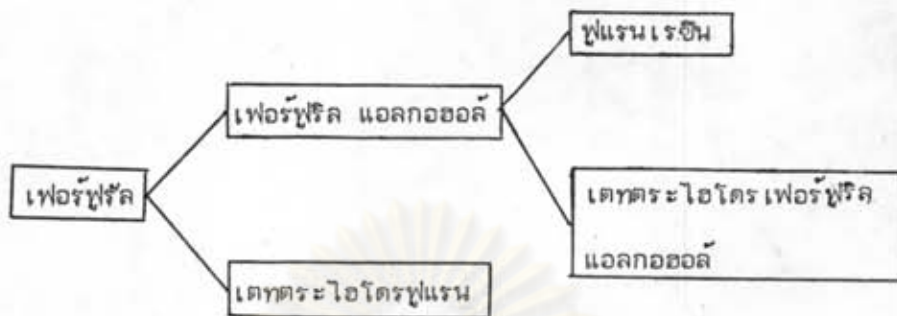 ฟูแรนเรซิน
เฟอร์ฟูริล แอลกอฮอล์
เฟอร์ฟูรัล
เตทตระไฮโดรเฟอร์ฟูริล
แอลกอฮอล์
เตทตระไฮโดรฟูแรน